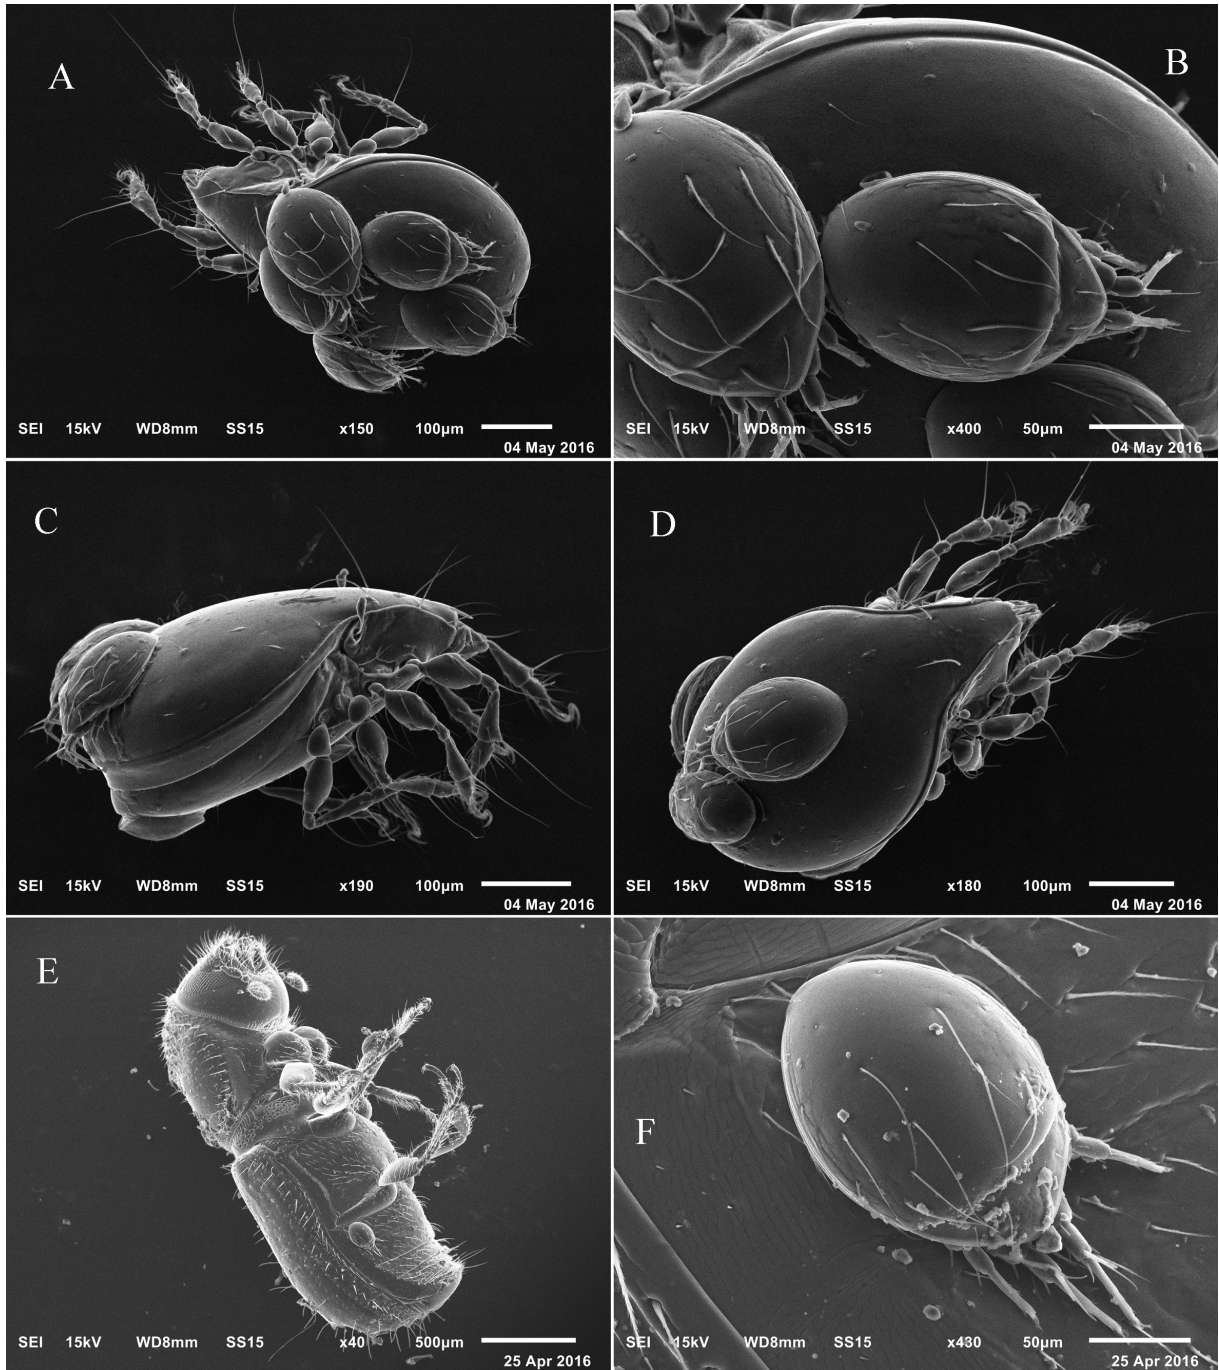 A
SEI 15kV WD8mm SS15 x150 100µm
04 May 2016
B
SEI 15kV WD8mm SS15 x400 50µm
04 May 2016
C
SEI 15kV WD8mm SS15 x190 100µm
04 May 2016
D
SEI 15kV WD8mm SS15 x180 100µm
04 May 2016
E
SEI 15kV WD8mm SS15 x40 500µm
25 Apr 2016
F
SEI 15kV WD8mm SS15 x430 50µm
25 Apr 2016